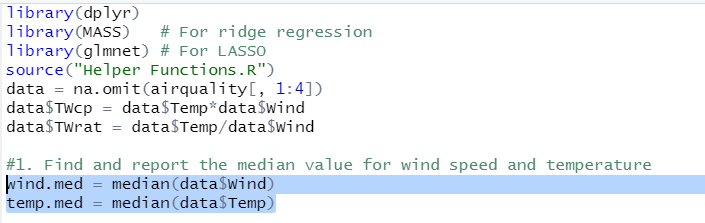 library(dplyr)
library(MASS)   # For ridge regression
library(glmnet) # For LASSO
source("Helper Functions.R")
data = na.omit(airquality[, 1:4])
data$TWcp = data$Temp*data$Wind
data$TWrat = data$Temp/data$Wind

#1. Find and report the median value for wind speed and temperature
wind.med = median(data$Wind)
temp.med = median(data$Temp)